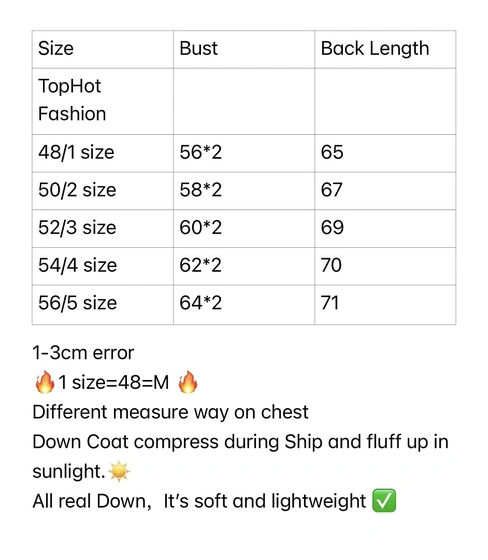 Size Bust Back Length
TopHot
Fashion
48/1 size 56*2 65
50/2 size 58*2 67
52/3 size 60*2 69
54/4 size 62*2 70
56/5 size 64*2 71
1-3cm error
🔥1 size=48=M 🔥
Different measure way on chest
Down Coat compress during Ship and fluff up in
sunlight.☀️
All real Down，It’s soft and lightweight ✅